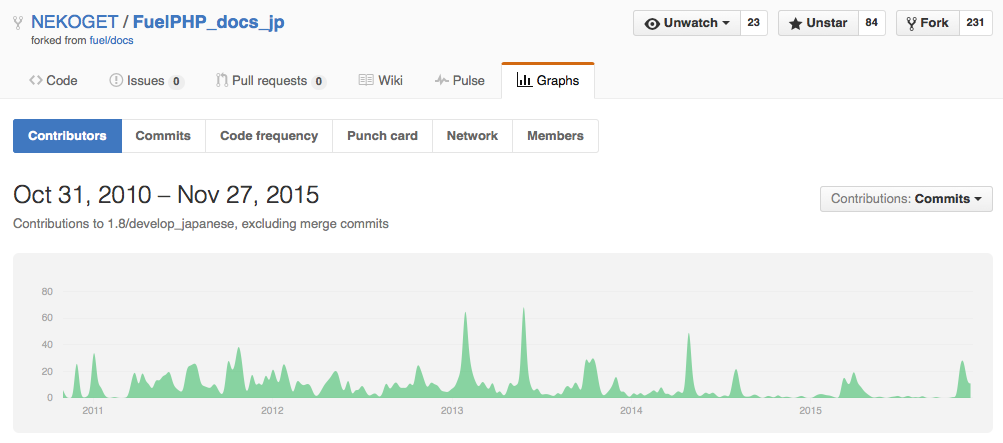 NEKOGET / FuelPHP_docs_jp
forked from fuel/docs
Unwatch 23
Unstar 84
Fork 231
Code
Issues 0
Pull requests 0
Wiki
Pulse
Graphs
Contributors
Commits
Code frequency
Punch card
Network
Members
Oct 31, 2010 – Nov 27, 2015
Contributions: Commits
Contributions to 1.8/develop_japanese, excluding merge commits
80
60
40
20
0
2011 2012 2013 2014 2015